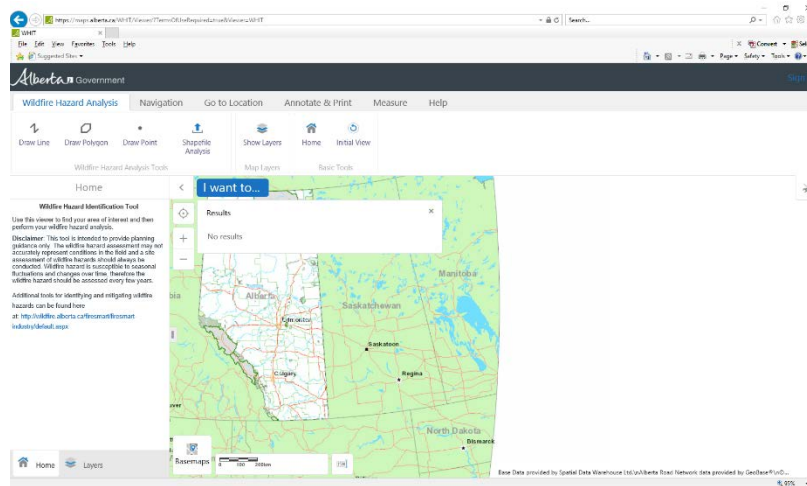 https://maps.alberta.ca/WHIT/Viewer/?TermsOfUseRequired=true&Viewer=WHIT
Search...
WHIT
File Edit View Favorites Tools Help
Convert
Suggested Sites
Page Safety Tools
Alberta Government
Sign
Wildfire Hazard Analysis Navigation Go to Location Annotate & Print Measure Help
Draw Line Draw Polygon Draw Point Shapefile Analysis Show Layers Home Initial View
Wildfire Hazard Analysis Tools Map Layers Basic Tools
Home
I want to...
Wildfire Hazard Identification Tool
Use this viewer to find your area of interest and then
perform your wildfire hazard analysis.
Disclaimer: This tool is intended to provide planning
guidance only. The wildfire hazard assessment may not
accurately represent conditions in the field and a site
assessment of wildfire hazards should always be
conducted. Wildfire hazard is susceptible to seasonal
fluctuations and changes over time, therefore the
wildfire hazard should be assessed every few years.
Additional tools for identifying and mitigating wildfire
hazards can be found here
at: http://wildfire.alberta.ca/firesmart/firesmart
industry/default.aspx
Results
No results
Manitoba
bia
Alberta
Saskatchewan
Edmonton
Saskatoon
Calgary
Regina
North Dakota
Bismarck
Basemaps
0 100 200km
Home Layers
Base Data provided by Spatial Data Warehouse Ltd.\nAlberta Road Network data provided by GeoBase®\nD...
95%